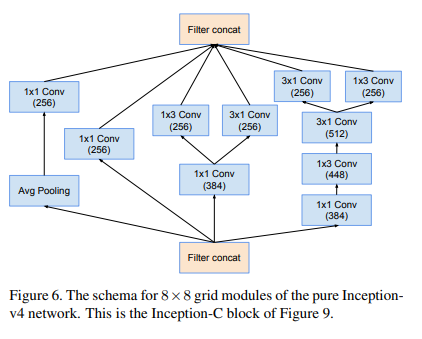 Filter concat
3x1 Conv
(256)
1x3 Conv
(256)
1x1 Conv
(256)
1x3 Conv
(256)
3x1 Conv
(256)
3x1 Conv
(512)
1x1 Conv
(256)
1x3 Conv
(448)
1x1 Conv
(384)
Avg Pooling
1x1 Conv
(384)
Filter concat
Figure 6. The schema for 8 × 8 grid modules of the pure Inception-
v4 network. This is the Inception-C block of Figure 9.